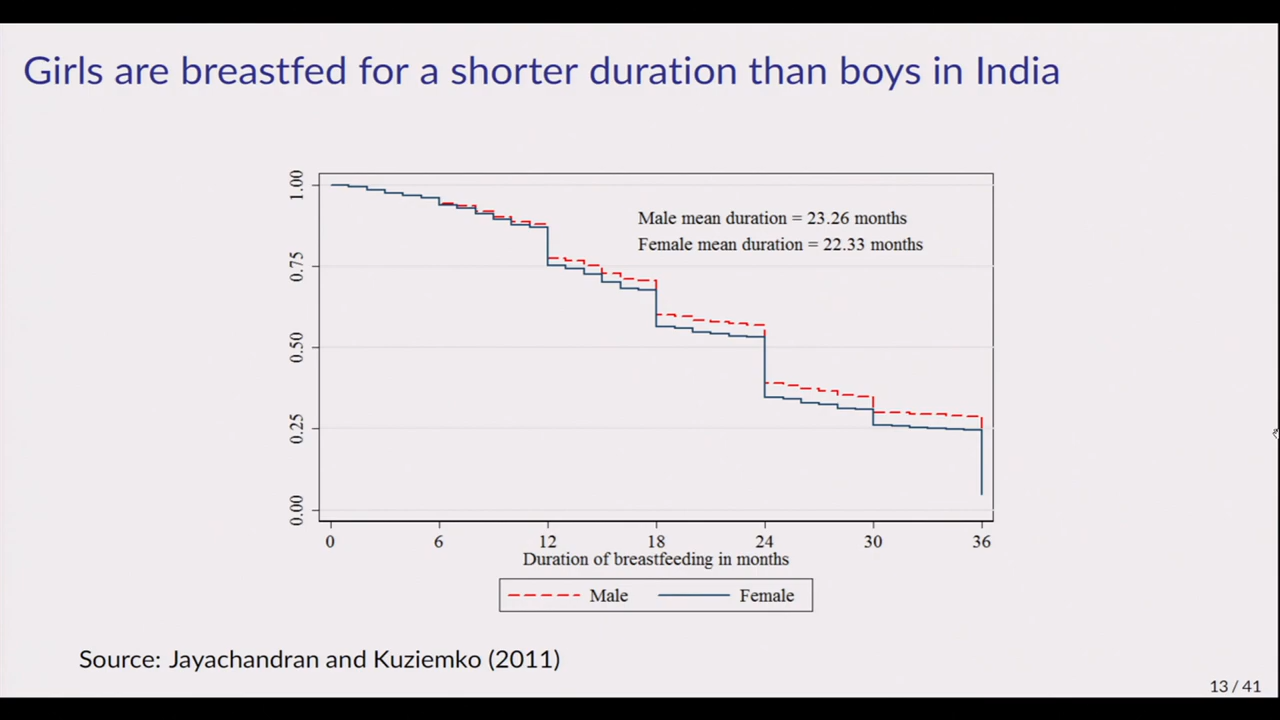 Girls are breastfed for a shorter duration than boys in India
Male mean duration = 23.26 months
Female mean duration = 22.33 months
1.00
0.75
0.50
0.25
0.00
0 6 12 18 24 30 36
Duration of breastfeeding in months
Male Female
Source: Jayachandran and Kuziemko (2011)
13 / 41